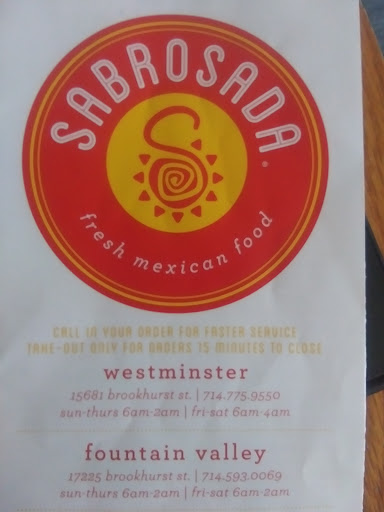 SABROSADA®
fresh mexican food
CALL IN YOUR ORDER FOR FASTER SERVICE
TAKE-OUT ONLY FOR ORDERS 15 MINUTES TO CLOSE
westminster
15681 brookhurst st. | 714.775.9550
sun-thurs 6am-2am | fri-sat 6am-4am
fountain valley
17225 brookhurst st. | 714.593.0069
sun-thurs 6am-2am | fri-sat 6am-2am